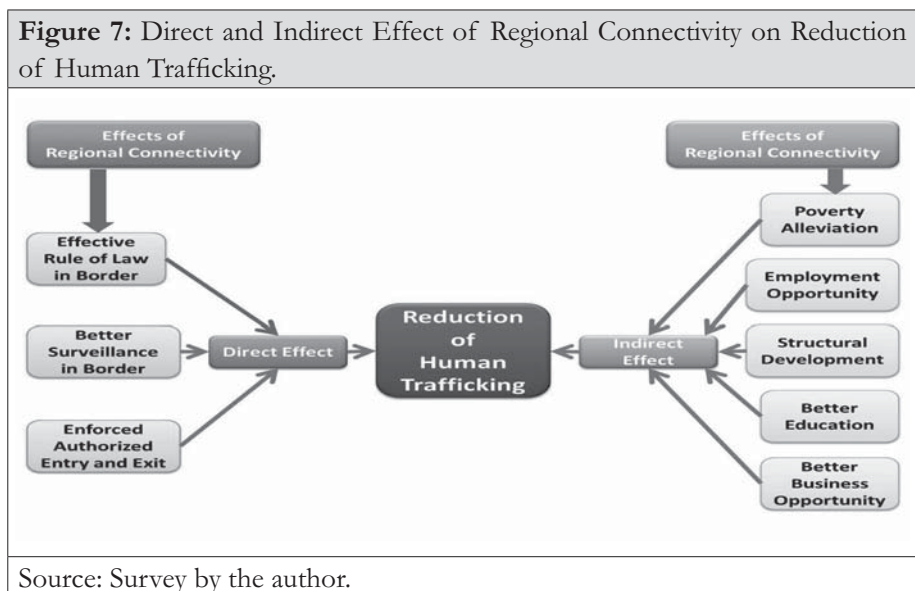 Figure 7: Direct and Indirect Effect of Regional Connectivity on Reduction
of Human Trafficking.
Effects of
Regional Connectivity
Effective
Rule of Law
in Border
Better
Surveillance
in Border
Enforced
Authorized
Entry and Exit
Direct Effect
Reduction
of
Human
Trafficking
Indirect
Effect
Effects of
Regional Connectivity
Poverty
Alleviation
Employment
Opportunity
Structural
Development
Better
Education
Better
Business
Opportunity
Source: Survey by the author.